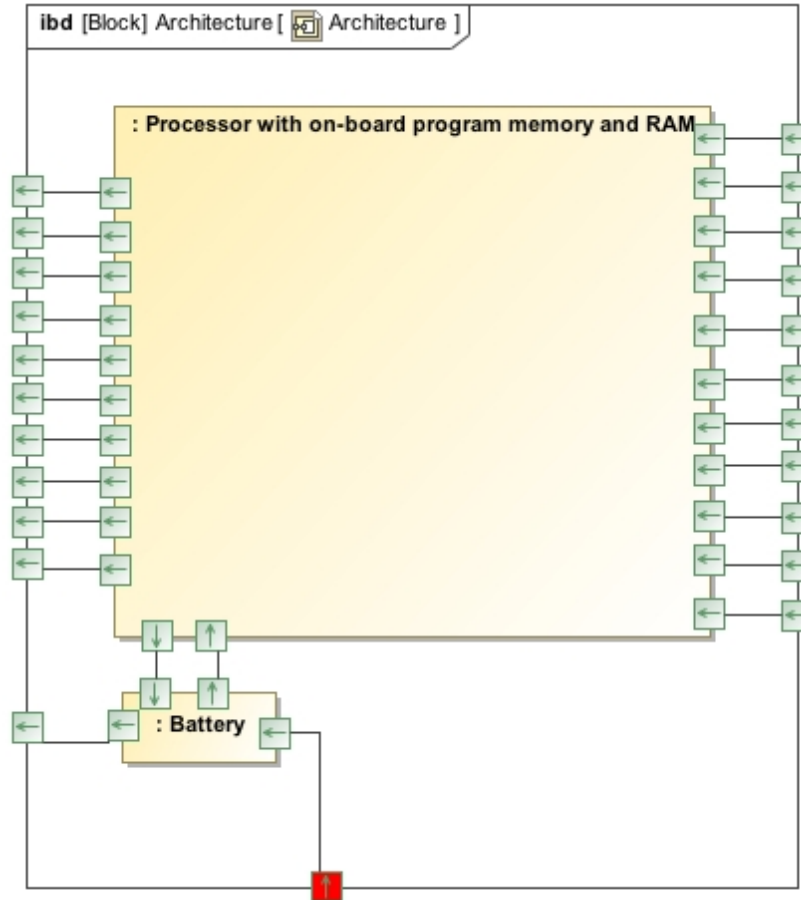 ibd [Block] Architecture [ Architecture ]
: Processor with on-board program memory and RAM
: Battery